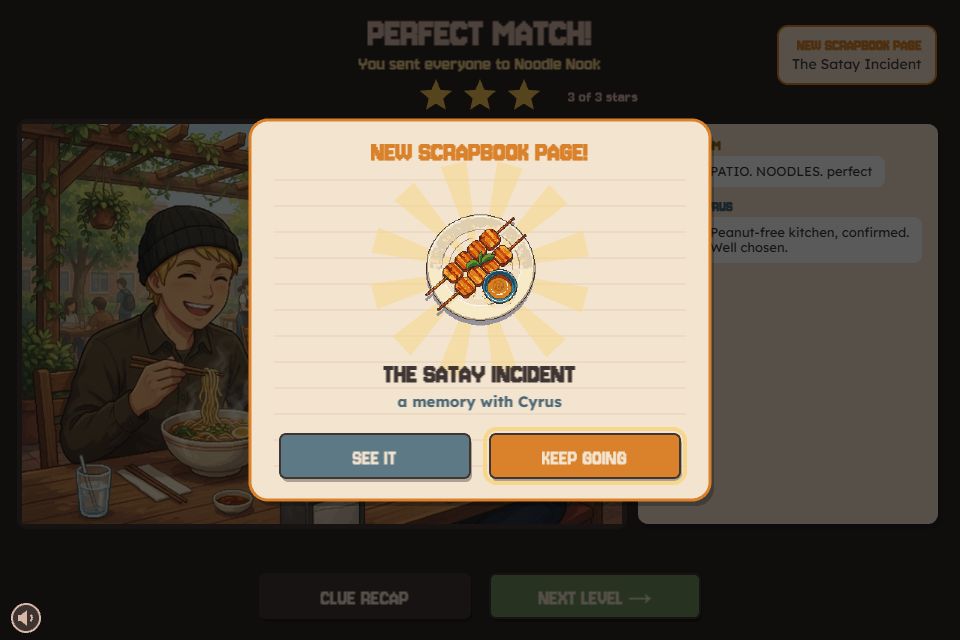 PERFECT MATCH!
You sent everyone to Noodle Nook
3 of 3 stars
NEW SCRAPBOOK PAGE
The Satay Incident
NEW SCRAPBOOK PAGE!
THE SATAY INCIDENT
a memory with Cyrus
SEE IT
KEEP GOING
PATIO. NOODLES. perfect
Peanut-free kitchen, confirmed.
Well chosen.
CLUE RECAP
NEXT LEVEL →